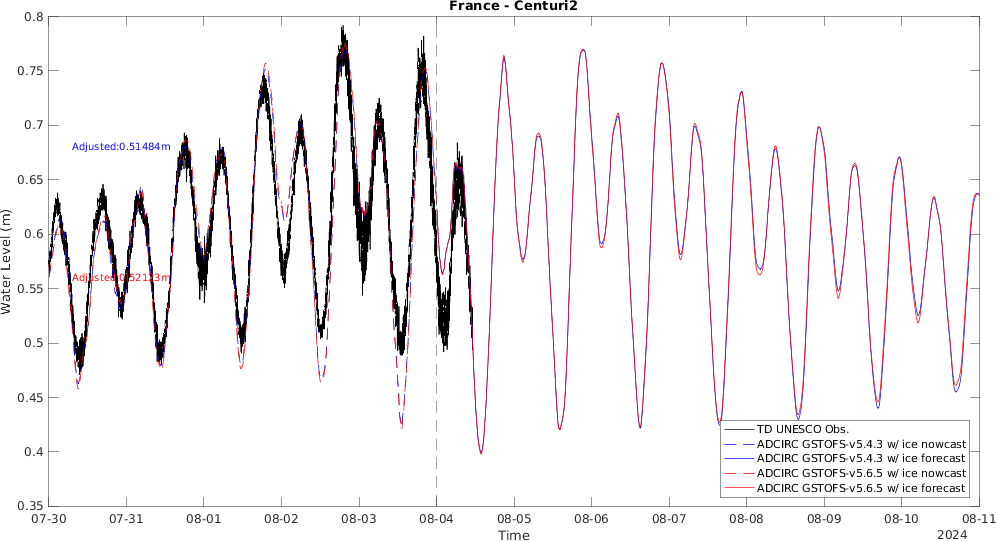 France - Centuri2
0.8
0.75
0.7
0.65
0.6
0.55
0.5
0.45
0.4
0.35
Water Level (m)
Adjusted:0.51484m
Adjusted:0.52123m
TD UNESCO Obs.
ADCIRC GSTOFS-v5.4.3 w/ ice nowcast
ADCIRC GSTOFS-v5.4.3 w/ ice forecast
ADCIRC GSTOFS-v5.6.5 w/ ice nowcast
ADCIRC GSTOFS-v5.6.5 w/ ice forecast
07-30 07-31 08-01 08-02 08-03 08-04 08-05 08-06 08-07 08-08 08-09 08-10 08-11
Time
2024